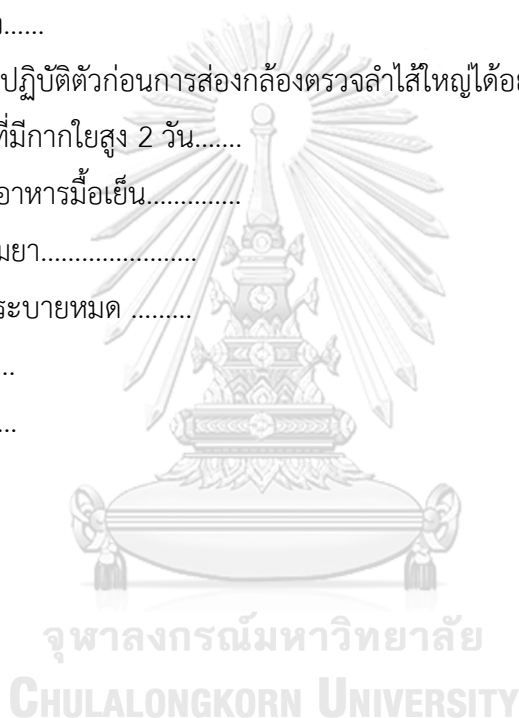 ......
ปฏิบัติตัวก่อนการส่องกล้องตรวจลำไส้ใหญ่ได้อย
ที่มีกากใยสูง 2 วัน.......
อาหารมื้อเย็น..............
มยา......................
ระบายหมด .........
..
...
จุฬาลงกรณ์มหาวิทยาลัย
CHULALONGKORN UNIVERSITY